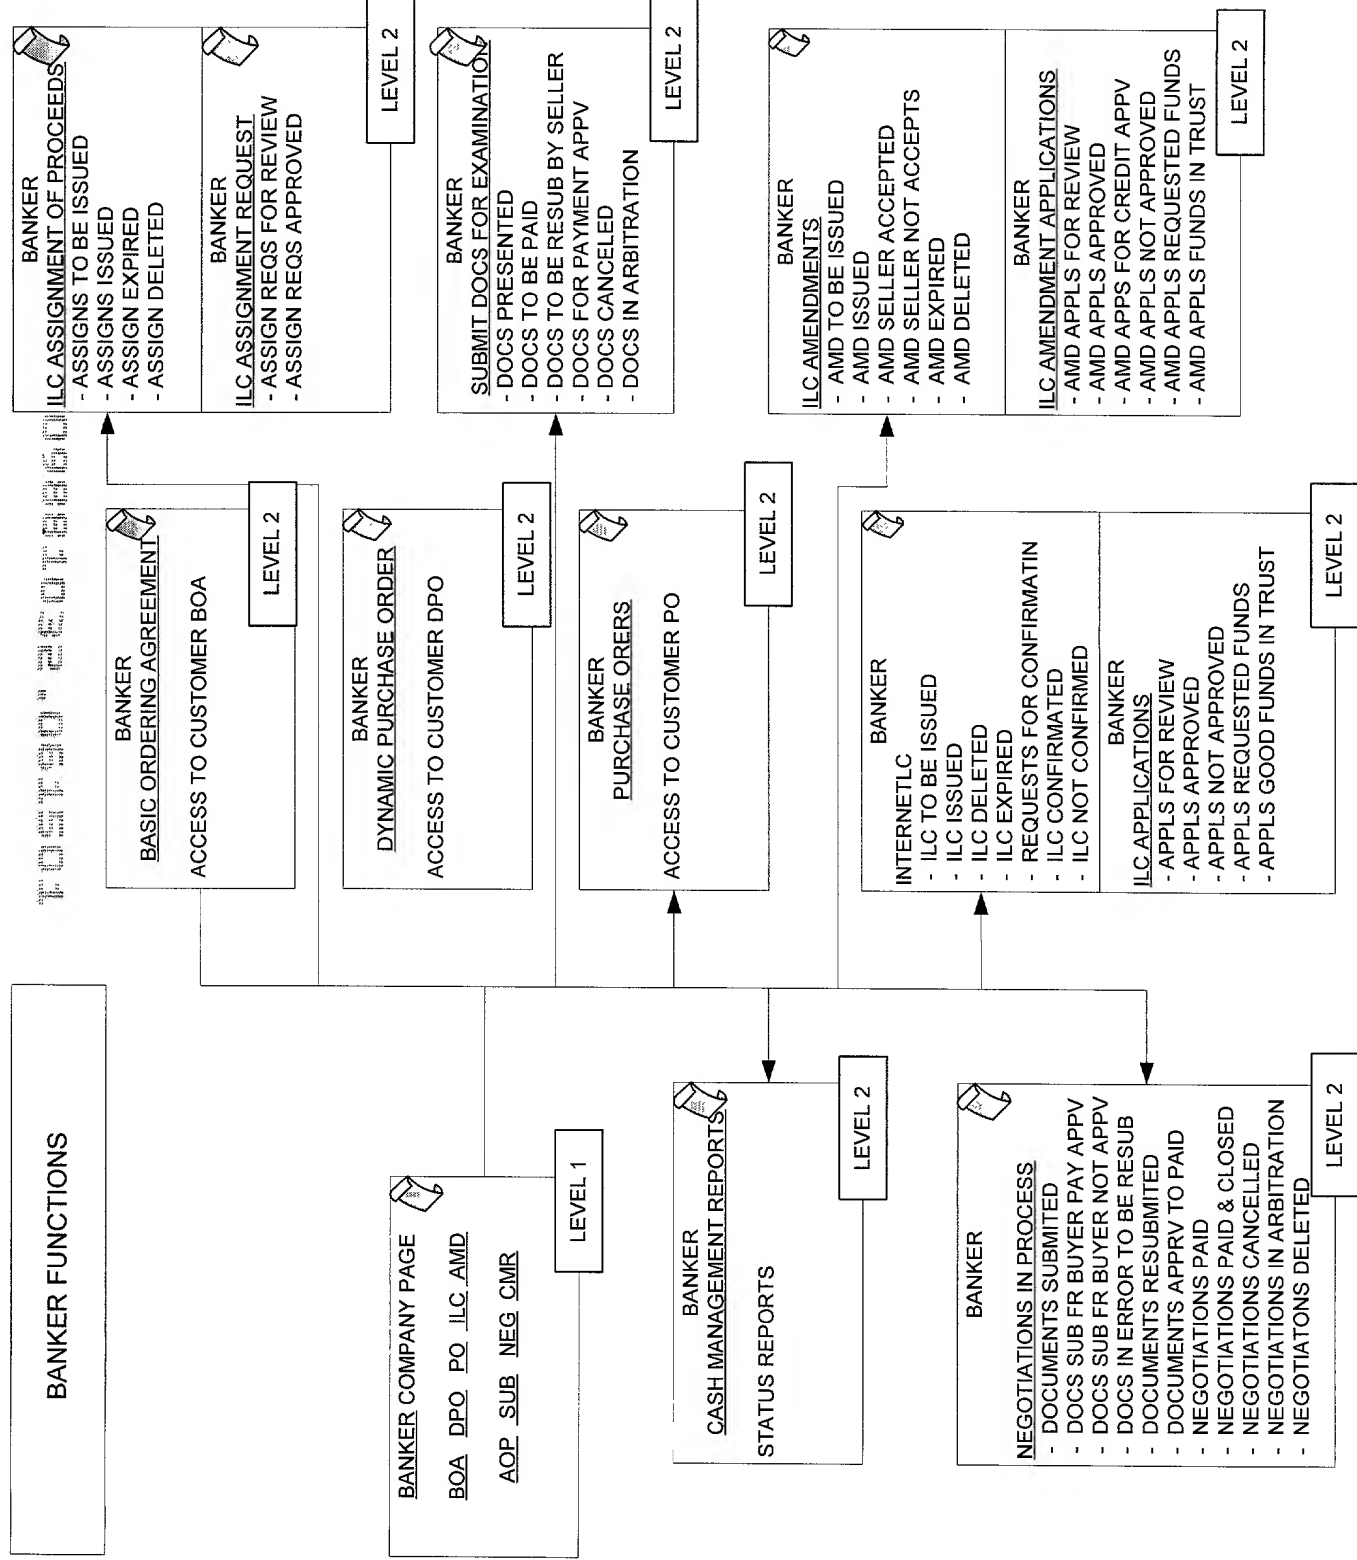 BANKER FUNCTIONS
BANKER COMPANY PAGE
BOA DPO PO ILC AMD
AOP SUB NEG CMR
LEVEL 1
BANKER
CASH MANAGEMENT REPORTS
STATUS REPORTS
LEVEL 2
BANKER
NEGOTIATIONS IN PROCESS
- DOCUMENTS SUBMITED
- DOCS SUB FR BUYER PAY APPV
- DOCS SUB FR BUYER NOT APPV
- DOCS IN ERROR TO BE RESUB
- DOCUMENTS RESUBMITED
- DOCUMENTS APPRV TO PAID
- NEGOTIATIONS PAID
- NEGOTIATIONS PAID & CLOSED
- NEGOTIATIONS CANCELLED
- NEGOTIATIONS IN ARBITRATION
- NEGOTIATONS DELETED
LEVEL 2
BANKER
BASIC ORDERING AGREEMENT
ACCESS TO CUSTOMER BOA
LEVEL 2
BANKER
DYNAMIC PURCHASE ORDER
ACCESS TO CUSTOMER DPO
LEVEL 2
BANKER
PURCHASE ORERS
ACCESS TO CUSTOMER PO
LEVEL 2
BANKER
INTERNETLC
- ILC TO BE ISSUED
- ILC ISSUED
- ILC DELETED
- ILC EXPIRED
- REQUESTS FOR CONFIRMATIN
- ILC CONFIRMATED
- ILC NOT CONFIRMED
BANKER
ILC APPLICATIONS
- APPLS FOR REVIEW
- APPLS APPROVED
- APPLS NOT APPROVED
- APPLS REQUESTED FUNDS
- APPLS GOOD FUNDS IN TRUST
LEVEL 2
BANKER
ILC ASSIGNMENT OF PROCEEDS
- ASSIGNS TO BE ISSUED
- ASSIGNS ISSUED
- ASSIGN EXPIRED
- ASSIGN DELETED
BANKER
ILC ASSIGNMENT REQUEST
- ASSIGN REQS FOR REVIEW
- ASSIGN REQS APPROVED
LEVEL 2
BANKER
SUBMIT DOCS FOR EXAMINATION
- DOCS PRESENTED
- DOCS TO BE PAID
- DOCS TO BE RESUB BY SELLER
- DOCS FOR PAYMENT APPV
- DOCS CANCELED
- DOCS IN ARBITRATION
LEVEL 2
BANKER
ILC AMENDMENTS
- AMD TO BE ISSUED
- AMD ISSUED
- AMD SELLER ACCEPTED
- AMD SELLER NOT ACCEPTS
- AMD EXPIRED
- AMD DELETED
BANKER
ILC AMENDMENT APPLICATIONS
- AMD APPLS FOR REVIEW
- AMD APPLS APPROVED
- AMD APPS FOR CREDIT APPV
- AMD APPLS NOT APPROVED
- AMD APPLS REQUESTED FUNDS
- AMD APPLS FUNDS IN TRUST
LEVEL 2